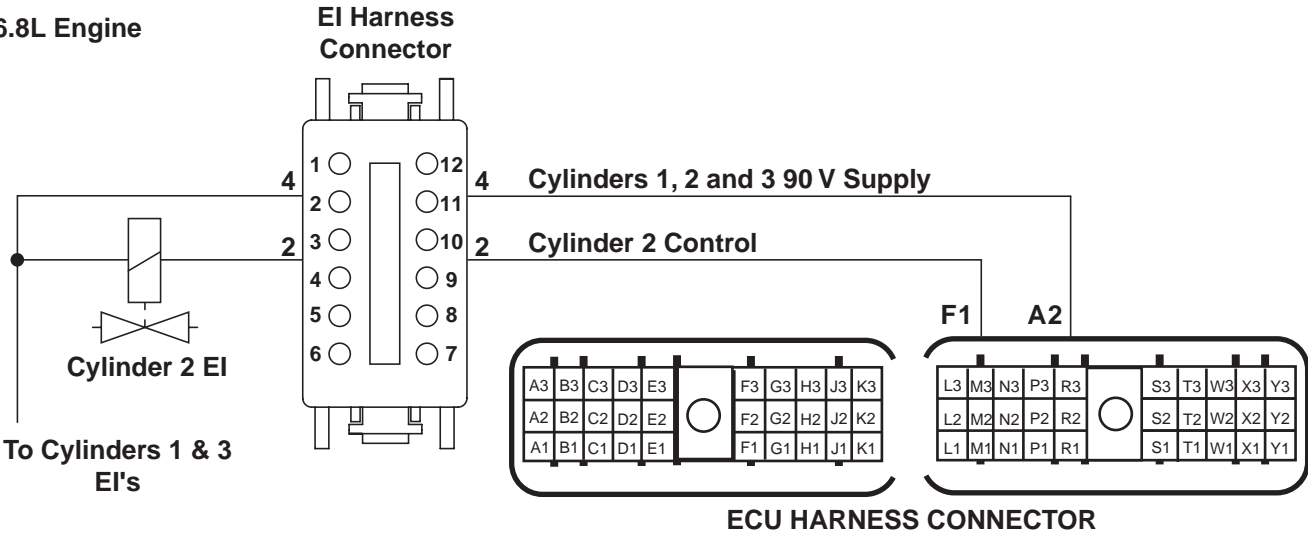 6.8L Engine
EI Harness
Connector
1 12
4 4 Cylinders 1, 2 and 3 90 V Supply
2 11
2 3 10 2 Cylinder 2 Control
4 9
5 8
6 7
F1 A2
Cylinder 2 EI
To Cylinders 1 & 3
EI's
A3 B3 C3 D3 E3 F3 G3 H3 J3 K3
A2 B2 C2 D2 E2 F2 G2 H2 J2 K2
A1 B1 C1 D1 E1 F1 G1 H1 J1 K1
L3 M3 N3 P3 R3 S3 T3 W3 X3 Y3
L2 M2 N2 P2 R2 S2 T2 W2 X2 Y2
L1 M1 N1 P1 R1 S1 T1 W1 X1 Y1
ECU HARNESS CONNECTOR